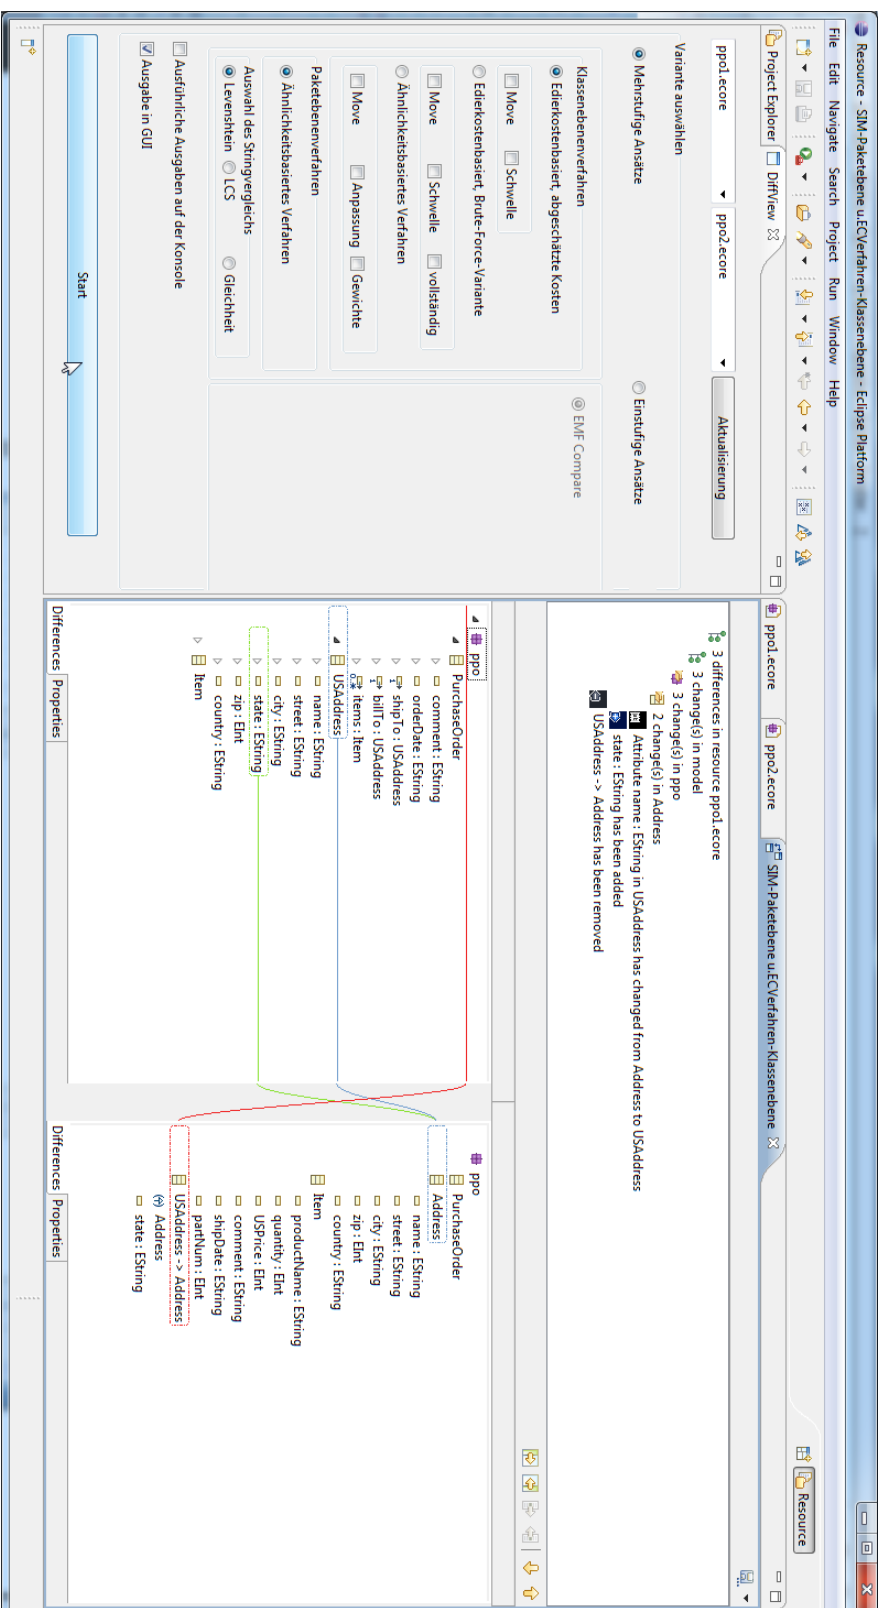 Resource - SIM-Paketebene u.ECVerfahren-Klassenebene - Eclipse Platform
File Edit Navigate Search Project Run Window Help
Resource
Project Explorer
DiffView
ppo1.ecore
ppo2.ecore
Aktualisierung
Variante auswählen
Mehrstufige Ansätze
Einstufige Ansätze
Klassenebenenverfahren
Edierkostenbasiert, abgeschätzte Kosten
EMF Compare
Move
Schwelle
Edierkostenbasiert, Brute-Force-Variante
Move
Schwelle
vollständig
Ähnlichkeitsbasiertes Verfahren
Move
Anpassung
Gewichte
Paketebenenverfahren
Ähnlichkeitsbasiertes Verfahren
Auswahl des Stringvergleichs
Levenshtein
LCS
Gleichheit
Ausführliche Ausgaben auf der Konsole
Ausgabe in GUI
Start
ppo1.ecore
ppo2.ecore
SIM-Paketebene u.ECVerfahren-Klassenebene
3 differences in resource ppo1.ecore
3 change(s) in model
3 change(s) in ppo
2 change(s) in Address
Attribute name : EString in USAddress has changed from Address to USAddress
state : EString has been added
USAddress -> Address has been removed
ppo
PurchaseOrder
comment : EString
orderDate : EString
shipTo : USAddress
billTo : USAddress
items : Item
USAddress
name : EString
street : EString
city : EString
state : EString
zip : EInt
country : EString
Item
Differences
Properties
ppo
PurchaseOrder
Address
name : EString
street : EString
city : EString
zip : EInt
country : EString
Item
productName : EString
quantity : EInt
USPrice : EInt
comment : EString
shipDate : EString
partNum : EInt
USAddress -> Address
Address
state : EString
Differences
Properties